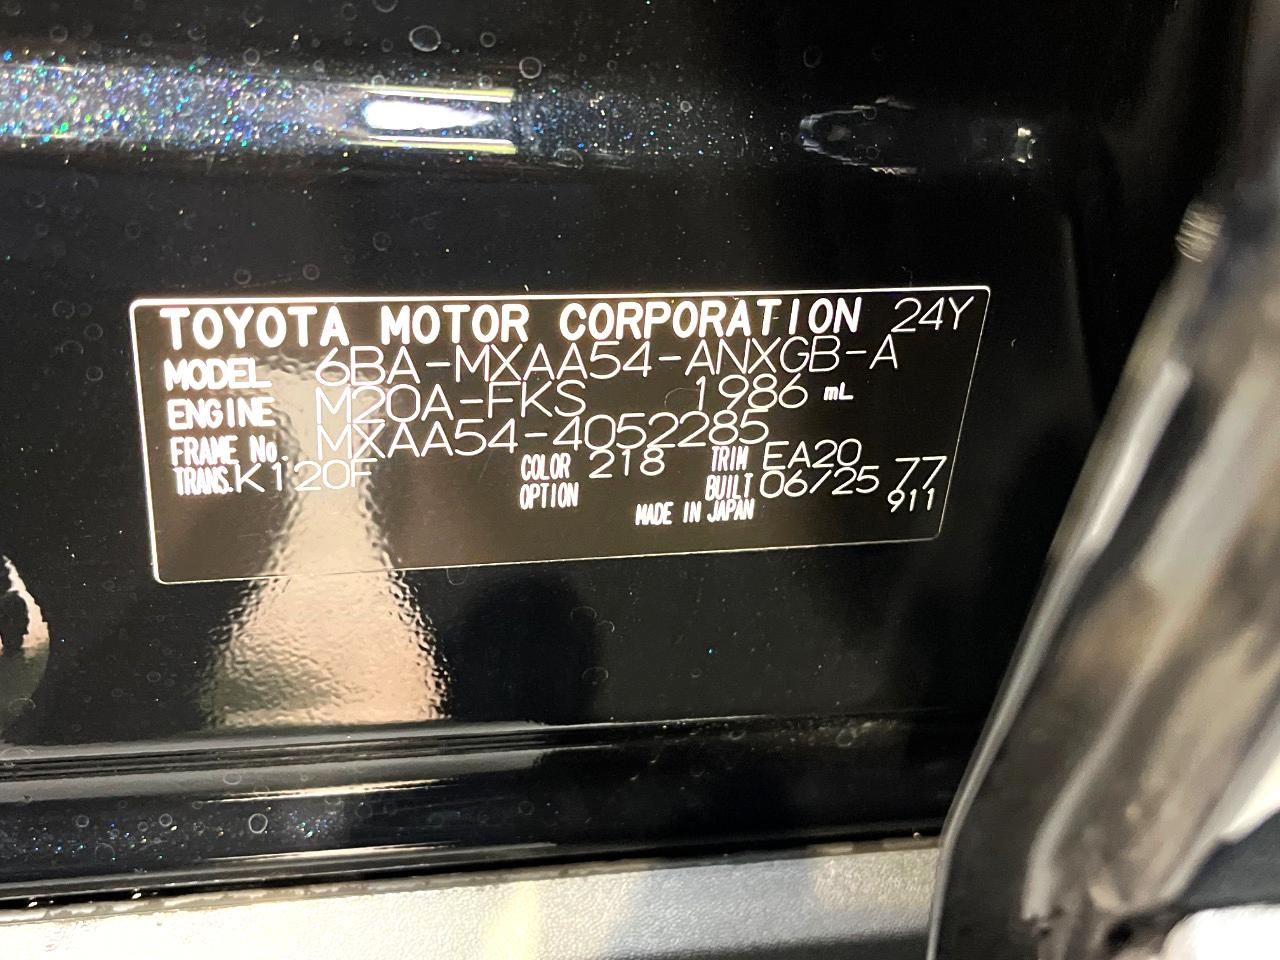 TOYOTA MOTOR CORPORATION 24Y
MODEL 6BA-MXAA54-ANXGB-A
ENGINE M20A-FKS 1986 mL
FRAME No. MXAA54-4052285
TRANS. K120F COLOR 218 TRIM EA20
OPTION BUILT 06/25 77
MADE IN JAPAN 911